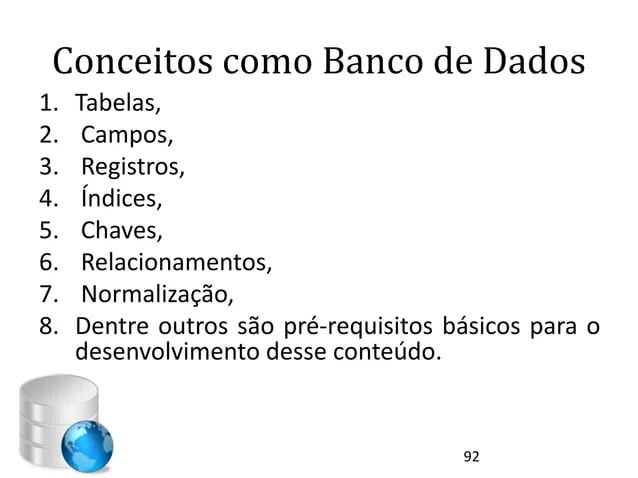 Conceitos como Banco de Dados
1. Tabelas,
2. Campos,
3. Registros,
4. Índices,
5. Chaves,
6. Relacionamentos,
7. Normalização,
8. Dentre outros são pré-requisitos básicos para o
desenvolvimento desse conteúdo.
92